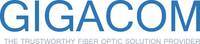 GIGACOM
THE TRUSTWORTHY FIBER OPTIC SOLUTION PROVIDER